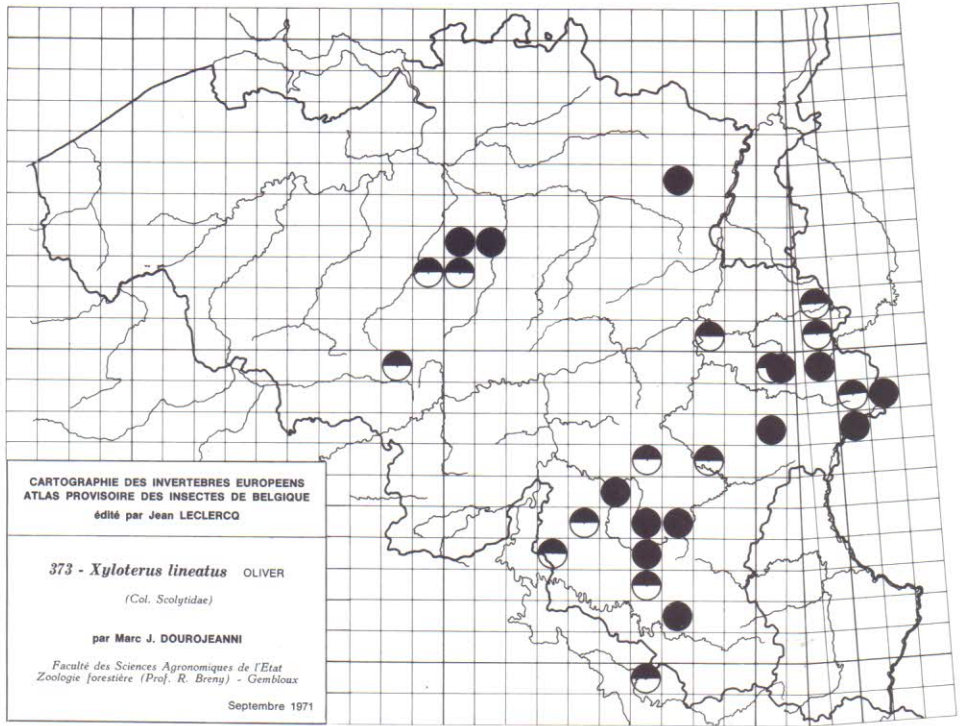 CARTOGRAPHIE DES INVERTEBRES EUROPEENS
ATLAS PROVISOIRE DES INSECTES DE BELGIQUE
édité par Jean LECLERCQ
373 - Xyloterus lineatus OLIVER
(Col. Scolytidae)
par Marc J. DOUROJEANNI
Faculté des Sciences Agronomiques de l'Etat
Zoologie forestière (Prof. R. Breny) - Gembloux
Septembre 1971